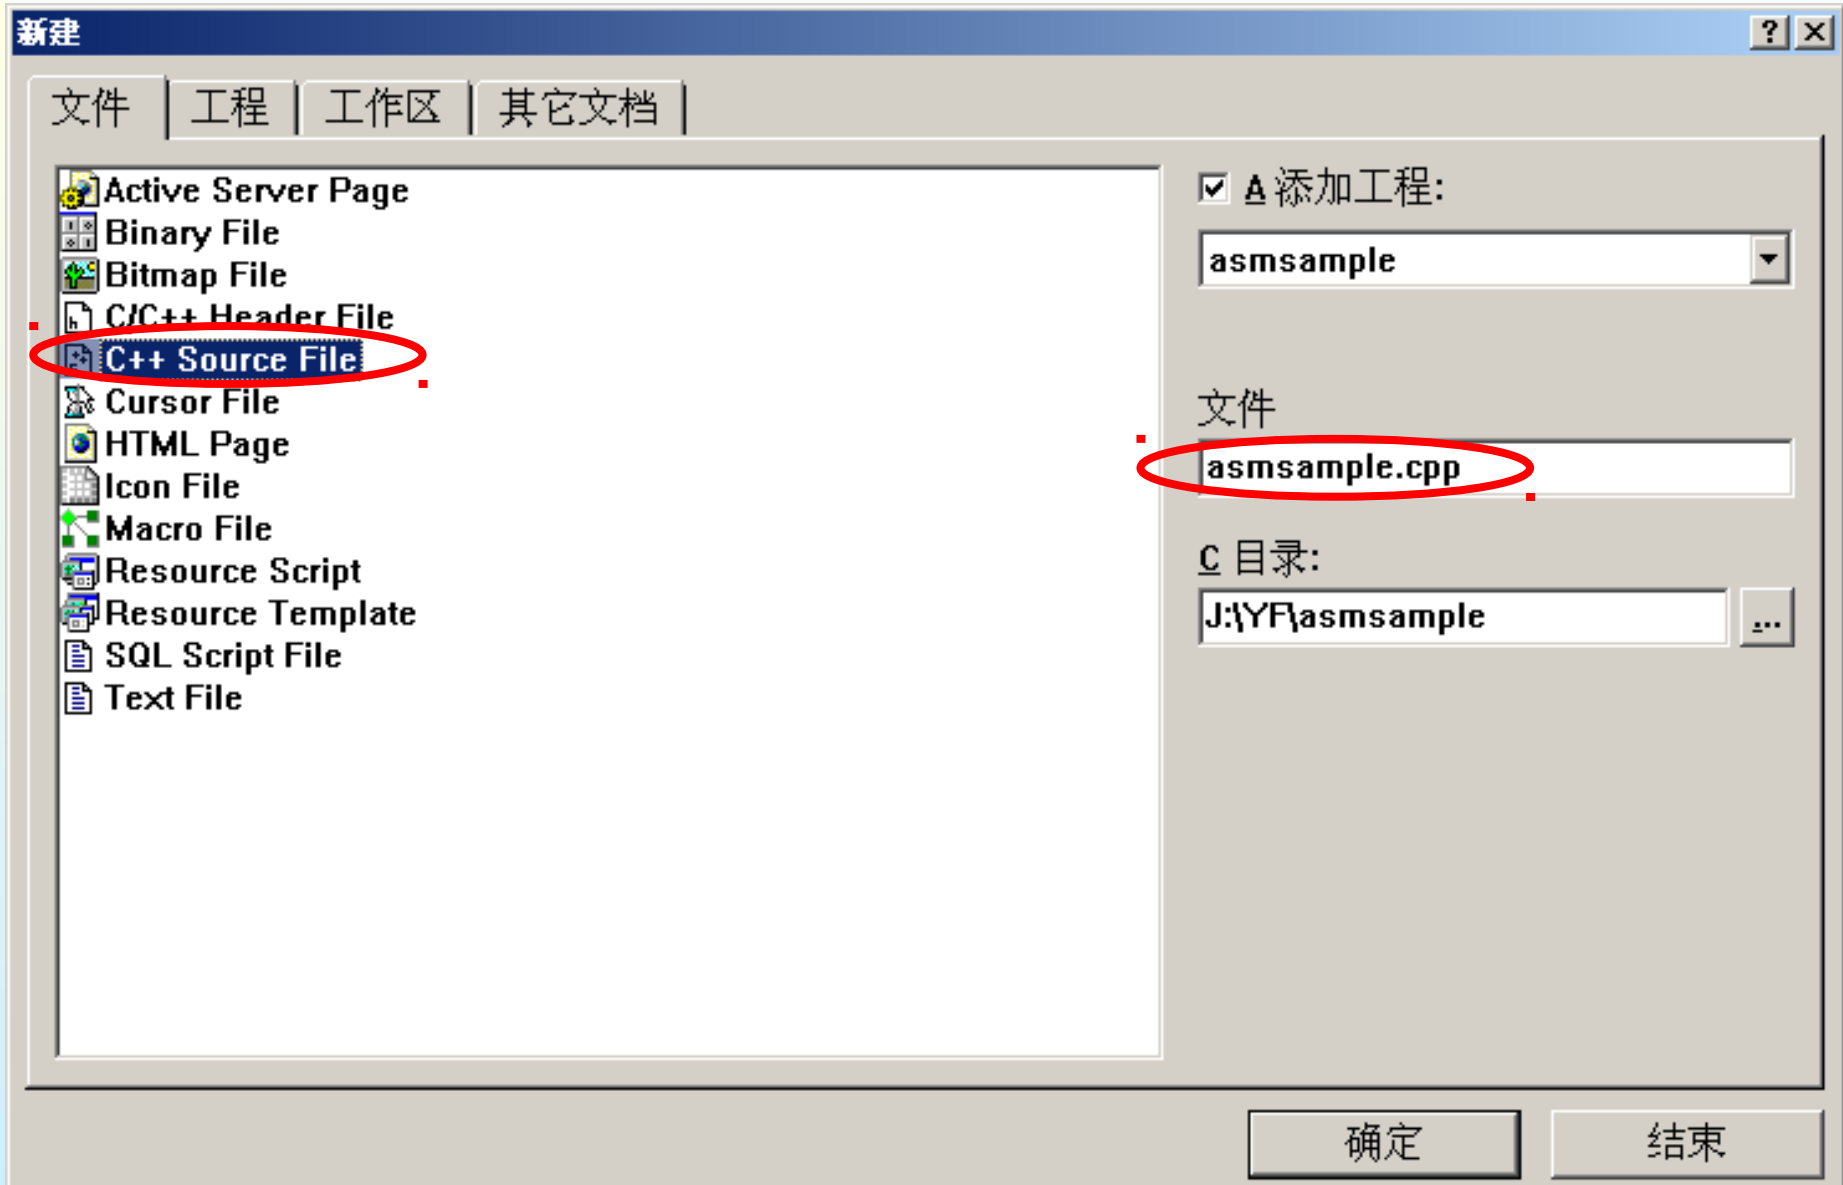 新建
文件 工程 工作区 其它文档
Active Server Page
Binary File
Bitmap File
C/C++ Header File
C++ Source File
Cursor File
HTML Page
Icon File
Macro File
Resource Script
Resource Template
SQL Script File
Text File
A 添加工程:
asmsample
文件
asmsample.cpp
C 目录:
J:\YF\asmsample
...
确定 结束